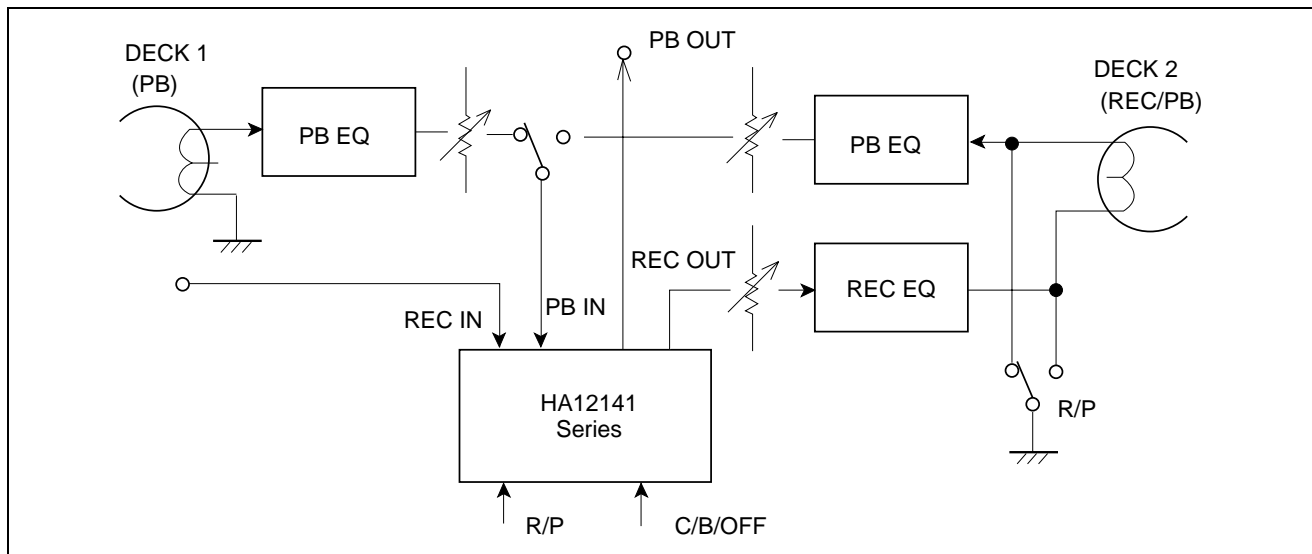 DECK 1
(PB)
PB EQ
PB OUT
PB EQ
DECK 2
(REC/PB)
REC OUT
REC EQ
REC IN
PB IN
HA12141
Series
R/P
R/P
C/B/OFF